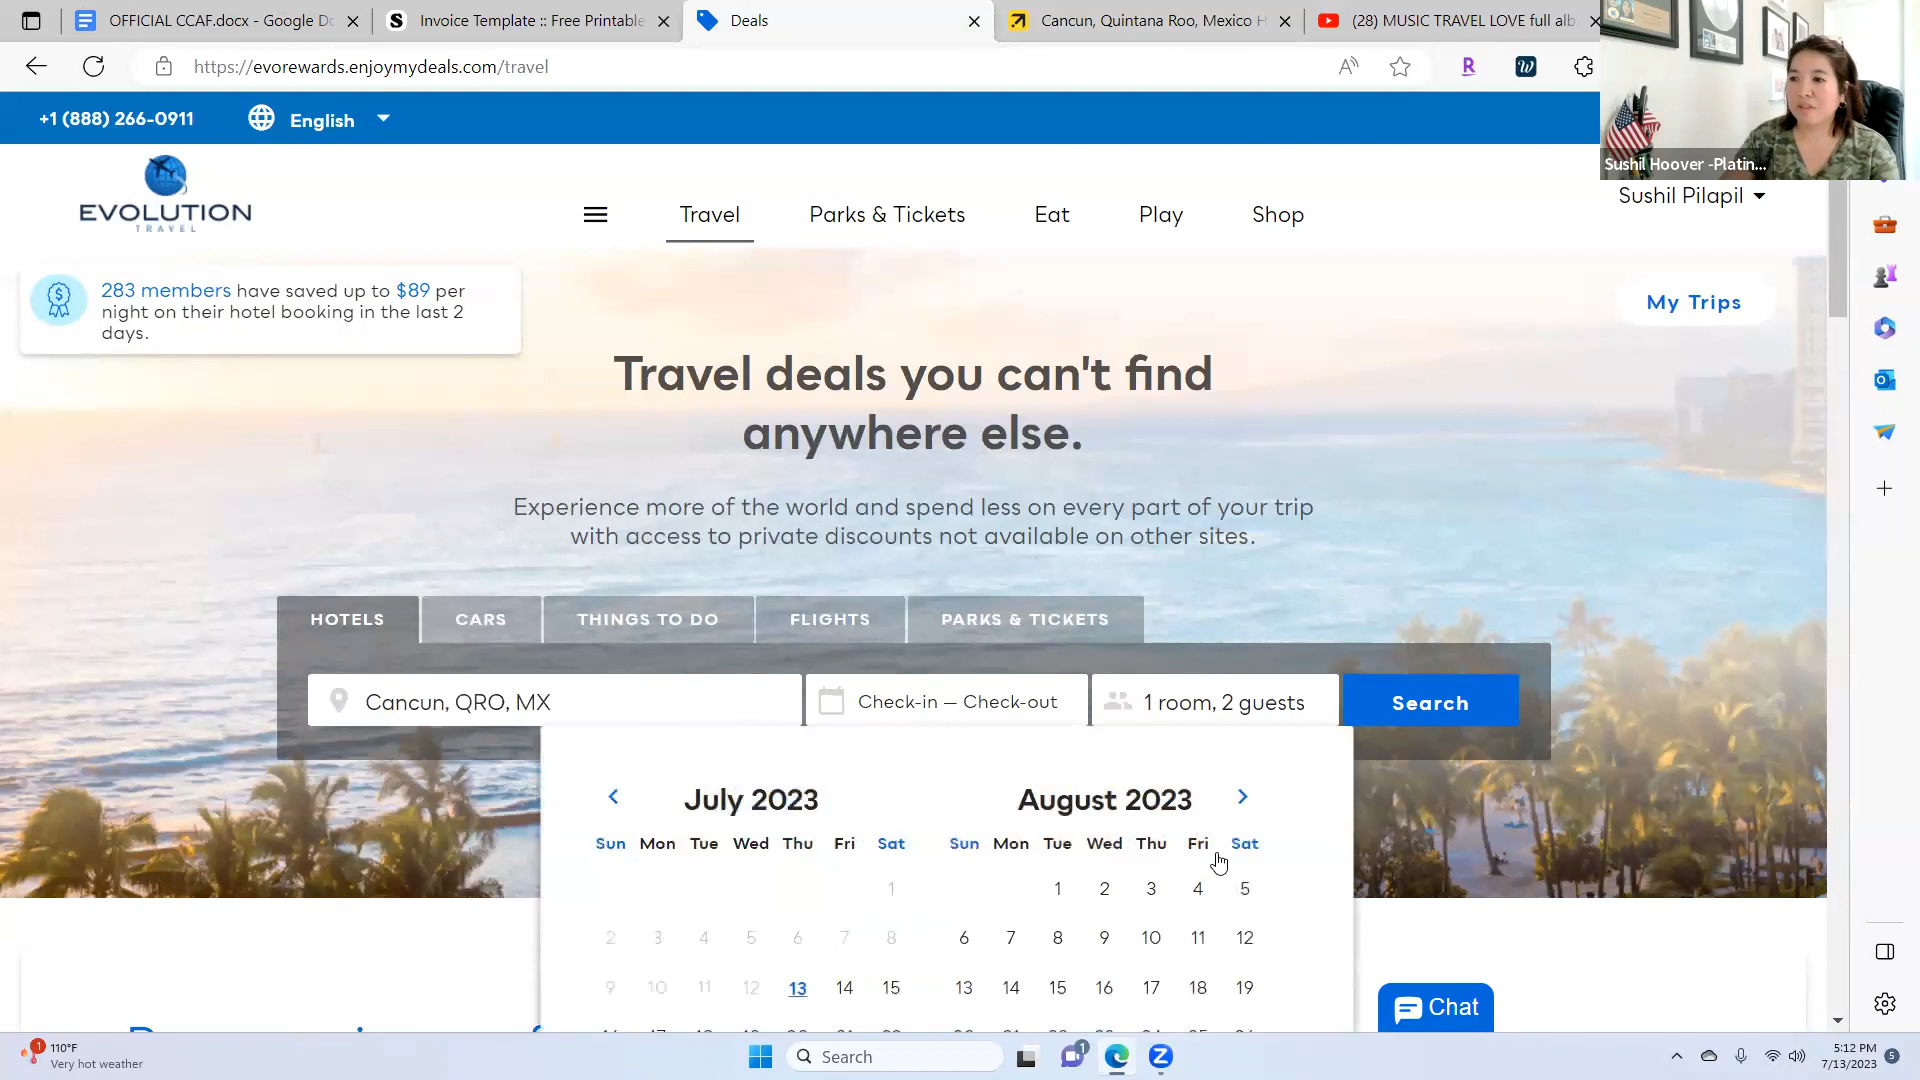 OFFICIAL CCAF.docx - Google Do
Invoice Template :: Free Printable
Deals
Cancun, Quintana Roo, Mexico H
(28) MUSIC TRAVEL LOVE full alb
https://evorewards.enjoymydeals.com/travel
+1 (888) 266-0911
English
Sushil Hoover -Platin...
EVOLUTION
TRAVEL
Travel
Parks & Tickets
Eat
Play
Shop
Sushil Pilapil
283 members have saved up to $89 per
night on their hotel booking in the last 2
days.
My Trips
Travel deals you can't find
anywhere else.
Experience more of the world and spend less on every part of your trip
with access to private discounts not available on other sites.
HOTELS
CARS
THINGS TO DO
FLIGHTS
PARKS & TICKETS
Cancun, QRO, MX
Check-in — Check-out
1 room, 2 guests
Search
July 2023
August 2023
Sun Mon Tue Wed Thu Fri Sat
Sun Mon Tue Wed Thu Fri Sat
1
1 2 3 4 5
2 3 4 5 6 7 8
6 7 8 9 10 11 12
9 10 11 12 13 14 15
13 14 15 16 17 18 19
Chat
1
110°F
Very hot weather
Search
1
5:12 PM
7/13/2023
5